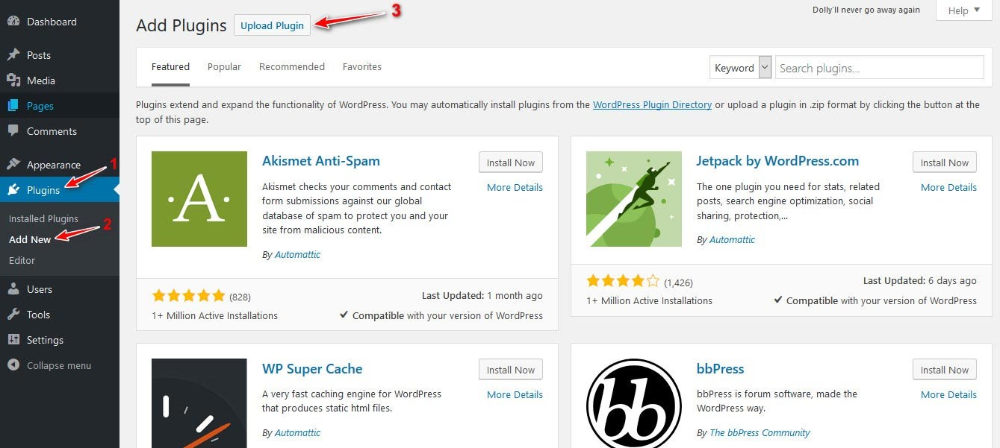 Dashboard
Posts
Media
Pages
Comments
Appearance
1
Plugins
Installed Plugins
2
Add New
Editor
Users
Tools
Settings
Collapse menu
Dolly'll never go away again
Help
Add Plugins
Upload Plugin
3
Featured
Popular
Recommended
Favorites
Keyword
Search plugins...
Plugins extend and expand the functionality of WordPress. You may automatically install plugins from the WordPress Plugin Directory or upload a plugin in .zip format by clicking the button at the
top of this page.
A
Akismet Anti-Spam
Install Now
More Details
Akismet checks your comments and contact
form submissions against our global
database of spam to protect you and your
site from malicious content.
By Automattic
(828)
Last Updated: 1 month ago
1+ Million Active Installations
Compatible with your version of WordPress
Jetpack by WordPress.com
Install Now
More Details
The one plugin you need for stats, related
posts, search engine optimization, social
sharing, protection,...
By Automattic
(1,426)
Last Updated: 6 days ago
1+ Million Active Installations
Compatible with your version of WordPress
WP Super Cache
Install Now
More Details
A very fast caching engine for WordPress
that produces static html files.
By Automattic
bb
bbPress
Install Now
More Details
bbPress is forum software, made the
WordPress way.
By The bbPress Community